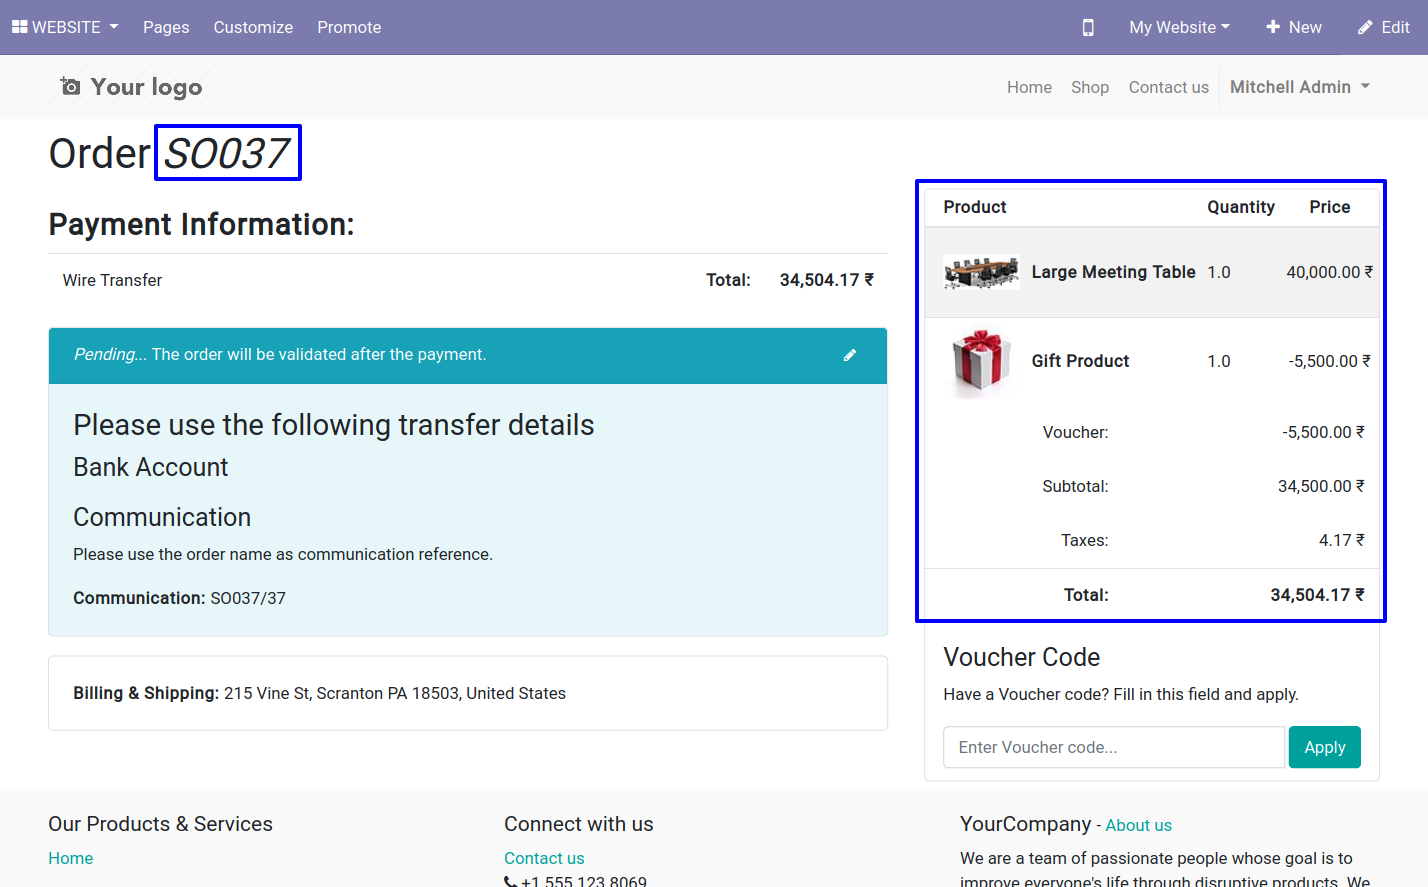 WEBSITE Pages Customize Promote My Website New Edit
Your logo Home Shop Contact us Mitchell Admin
Order SO037
Payment Information:
Wire Transfer Total: 34,504.17 ₹
Pending... The order will be validated after the payment.
Please use the following transfer details
Bank Account
Communication
Please use the order name as communication reference.
Communication: SO037/37
Billing & Shipping: 215 Vine St, Scranton PA 18503, United States
Product Quantity Price
Large Meeting Table 1.0 40,000.00 ₹
Gift Product 1.0 -5,500.00 ₹
Voucher: -5,500.00 ₹
Subtotal: 34,500.00 ₹
Taxes: 4.17 ₹
Total: 34,504.17 ₹
Voucher Code
Have a Voucher code? Fill in this field and apply.
Enter Voucher code... Apply
Our Products & Services
Home
Connect with us
Contact us
+1 555 123 8069
YourCompany - About us
We are a team of passionate people whose goal is to
improve everyone's life through disruptive products. We